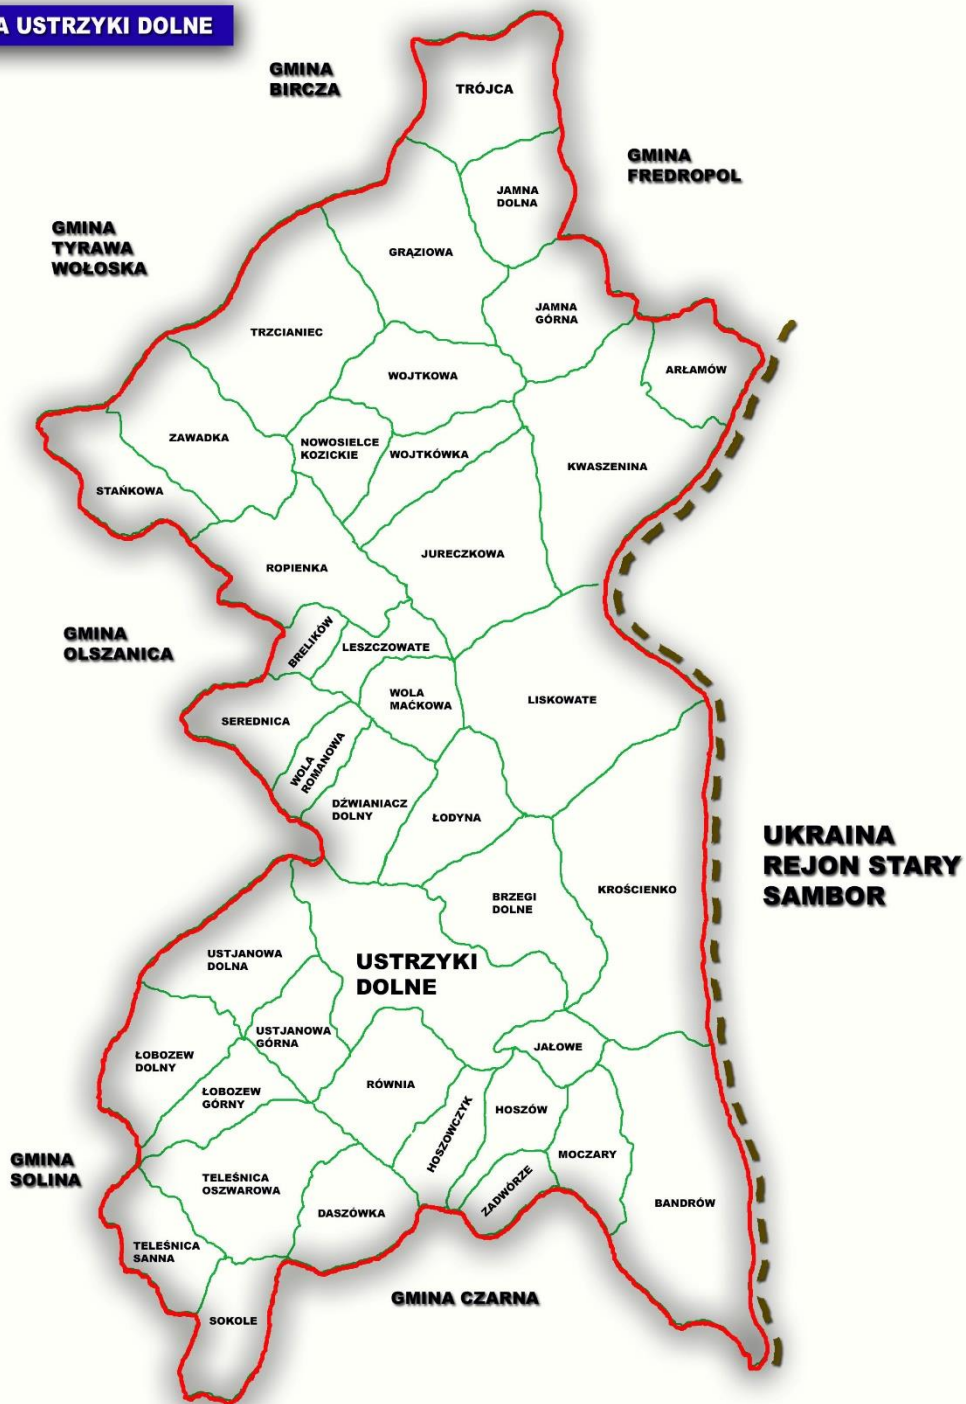 A USTRZYKI DOLNE
GMINA
BIRCZA
TRÓJCA
GMINA
FREDROPOL
JAMNA
DOLNA
GMINA
TYRAWA
WOŁOSKA
GRĄZIOWA
JAMNA
GÓRNA
TRZCIANIEC
ARŁAMÓW
WOJTKOWA
ZAWADKA
NOWOSIELCE
KOZICKIE
WOJTKÓWKA
KWASZENINA
STAŃKOWA
JURECZKOWA
ROPIENKA
GMINA
OLSZANICA
BRELIKÓW
LESZCZOWATE
WOLA
MAĆKOWA
LISKOWATE
SEREDNICA
WOLA
ROMANOWA
DŹWIANIACZ
DOLNY
ŁODYNA
UKRAINA
REJON STARY
SAMBOR
KROŚCIENKO
BRZEGI
DOLNE
USTJANOWA
DOLNA
USTRZYKI
DOLNE
USTJANOWA
GÓRNA
JAŁOWE
ŁOBOZEW
DOLNY
RÓWNIA
ŁOBOZEW
GÓRNY
HOSZOWCZYK
HOSZÓW
MOCZARY
GMINA
SOLINA
TELEŚNICA
OSZWAROWA
ZADWÓRZE
BANDRÓW
DASZÓWKA
TELEŚNICA
SANNA
GMINA CZARNA
SOKOLE